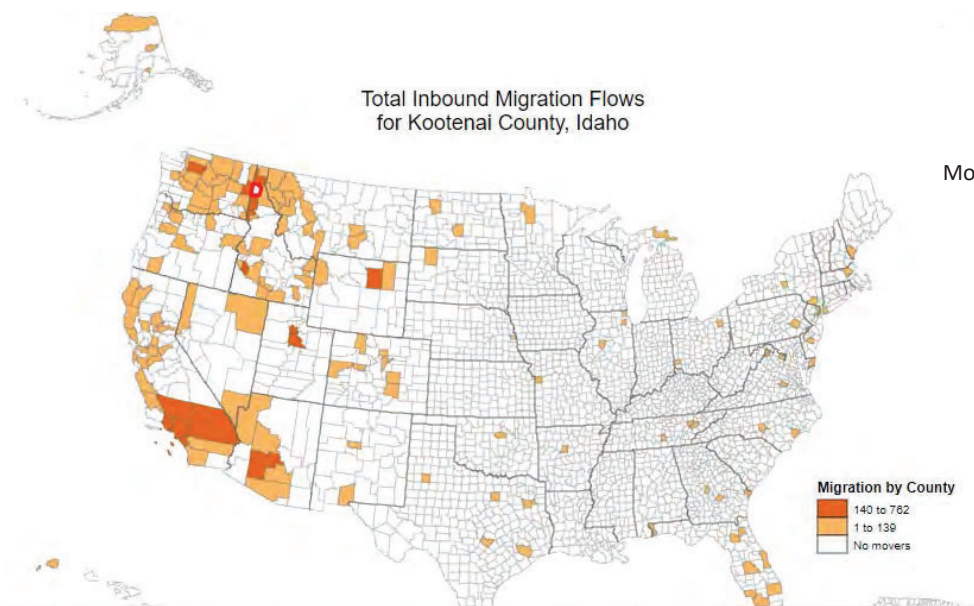 Total Inbound Migration Flows
for Kootenai County, Idaho
Mo
Migration by County
140 to 762
1 to 139
No movers